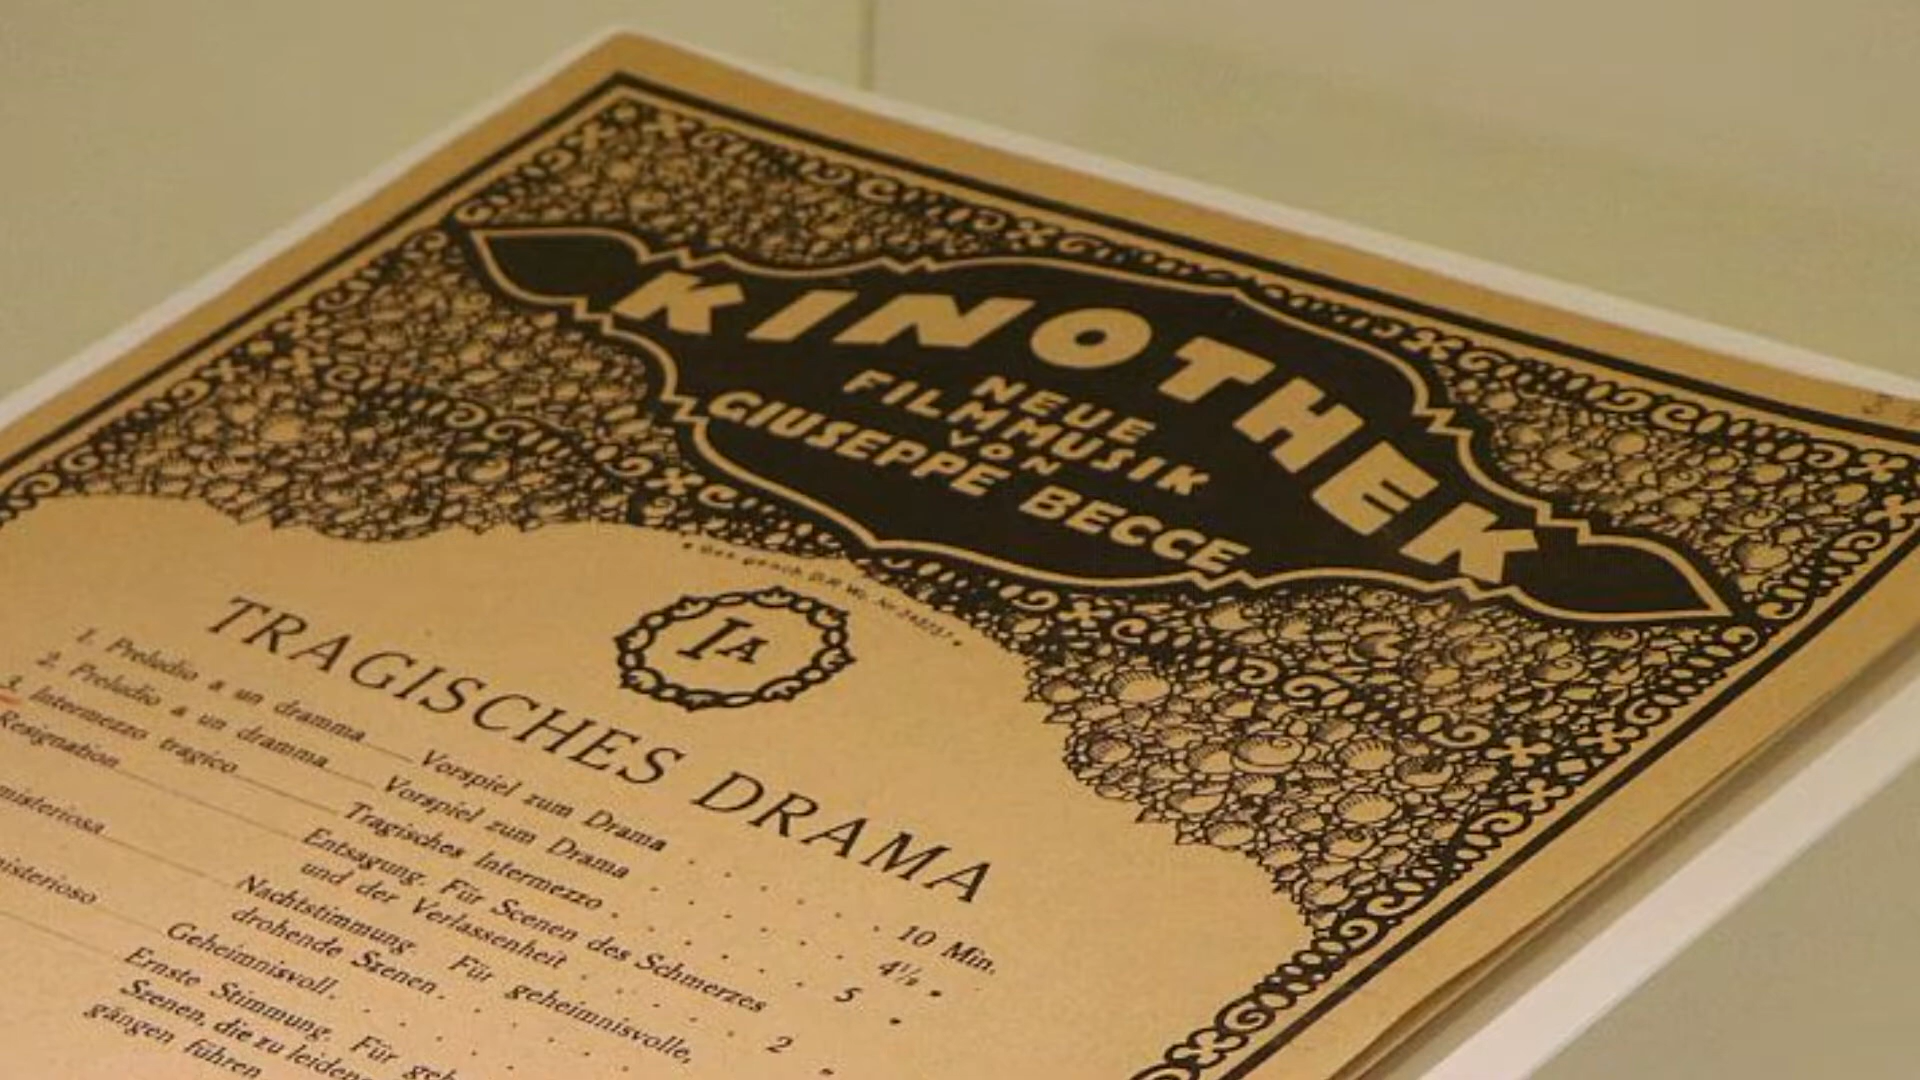 KINOTHEK
NEUE
FILMMUSIK
VON
GIUSEPPE BECCE
IA
TRAGISCHES DRAMA
1. Preludio a un dramma Vorspiel zum Drama . . . . . 10 Min.
2. Preludio a un dramma Vorspiel zum Drama . . . . . 4½ "
3. Intermezzo tragico Tragisches Intermezzo . . . . . 5 "
Resignation Entsagung. Für Scenen des Schmerzes
und der Verlassenheit . . . . . 2 "
misteriosa Nachtstimmung. Für geheimnisvolle,
drohende Szenen.
misterioso Geheimnisvoll.
Ernste Stimmung. Für
Szenen, die zu
gängen führen